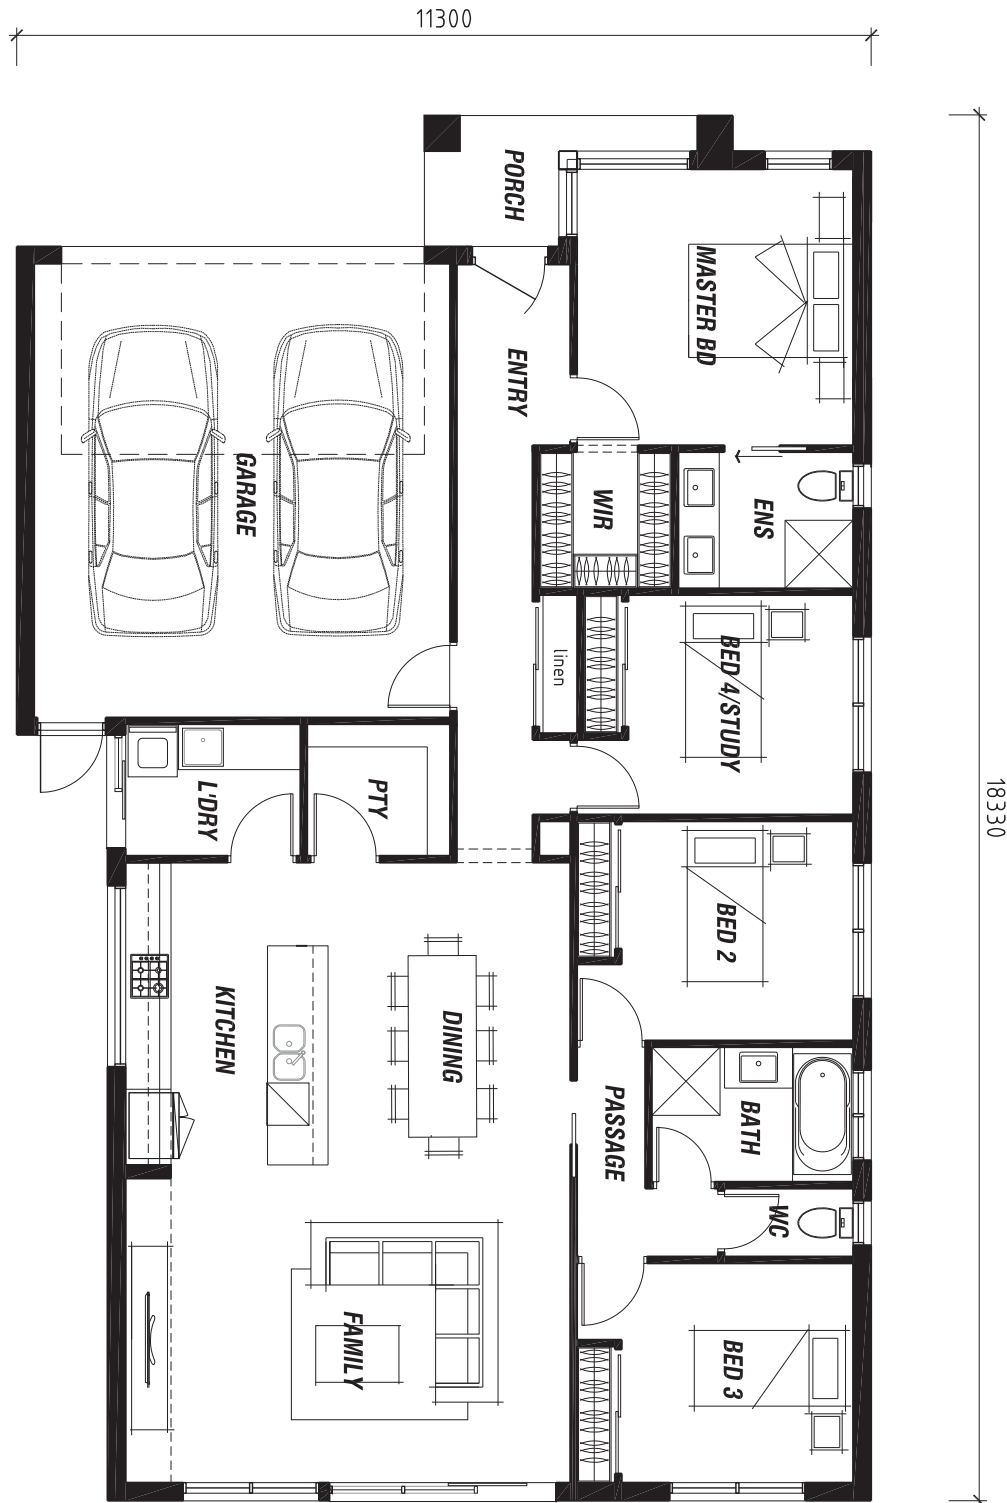 11300
PORCH
MASTER BD
ENTRY
GARAGE
WIR
ENS
linen
BED 4/STUDY
18330
L'DRY
PTY
BED 2
KITCHEN
DINING
PASSAGE
BATH
WC
FAMILY
BED 3